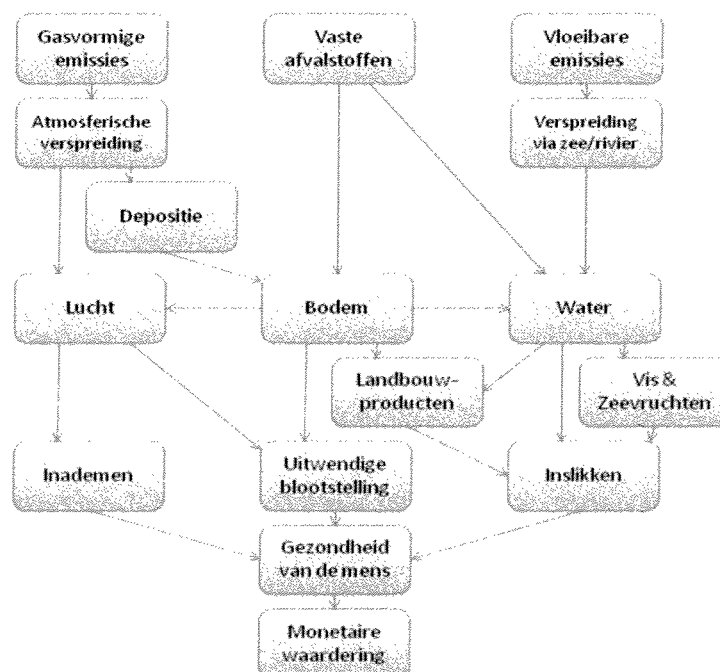 Gasvormige
emissies
Vaste
afvalstoffen
Vloeibare
emissies
Atmosferische
verspreiding
Verspreiding
via zee/rivier
Depositie
Lucht
Bodem
Water
Landbouw-
producten
Vis &
Zeevruchten
Inademen
Uitwendige
blootstelling
Inslikken
Gezondheid
van de mens
Monetaire
waardering